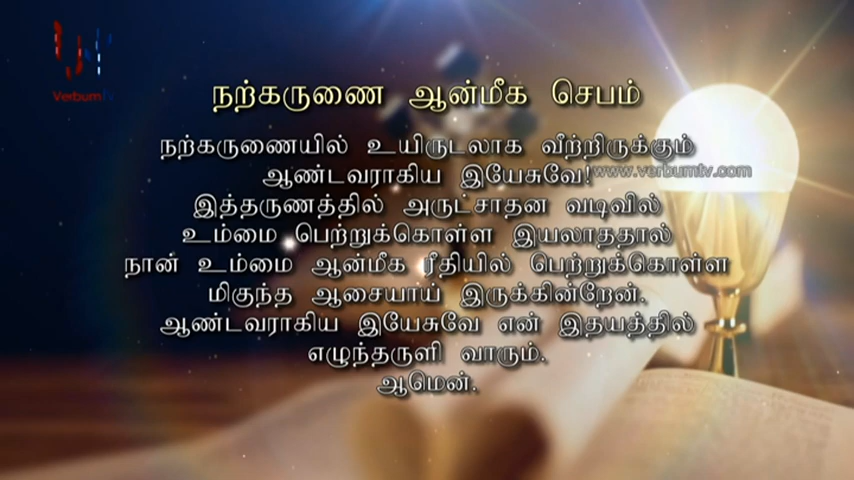 VerbumTV
நற்கருணை ஆன்மீக செபம்
நற்கருணையில் உயிருடலாக வீற்றிருக்கும்
ஆண்டவராகிய இயேசுவே!
www.verbumtv.com
இத்தருணத்தில் அருட்சாதன வடிவில்
உம்மை பெற்றுக்கொள்ள இயலாததால்
நான் உம்மை ஆன்மீக ரீதியில் பெற்றுக்கொள்ள
மிகுந்த ஆசையாய் இருக்கின்றேன்.
ஆண்டவராகிய இயேசுவே என் இதயத்தில்
எழுந்தருளி வாரும்.
ஆமென்.